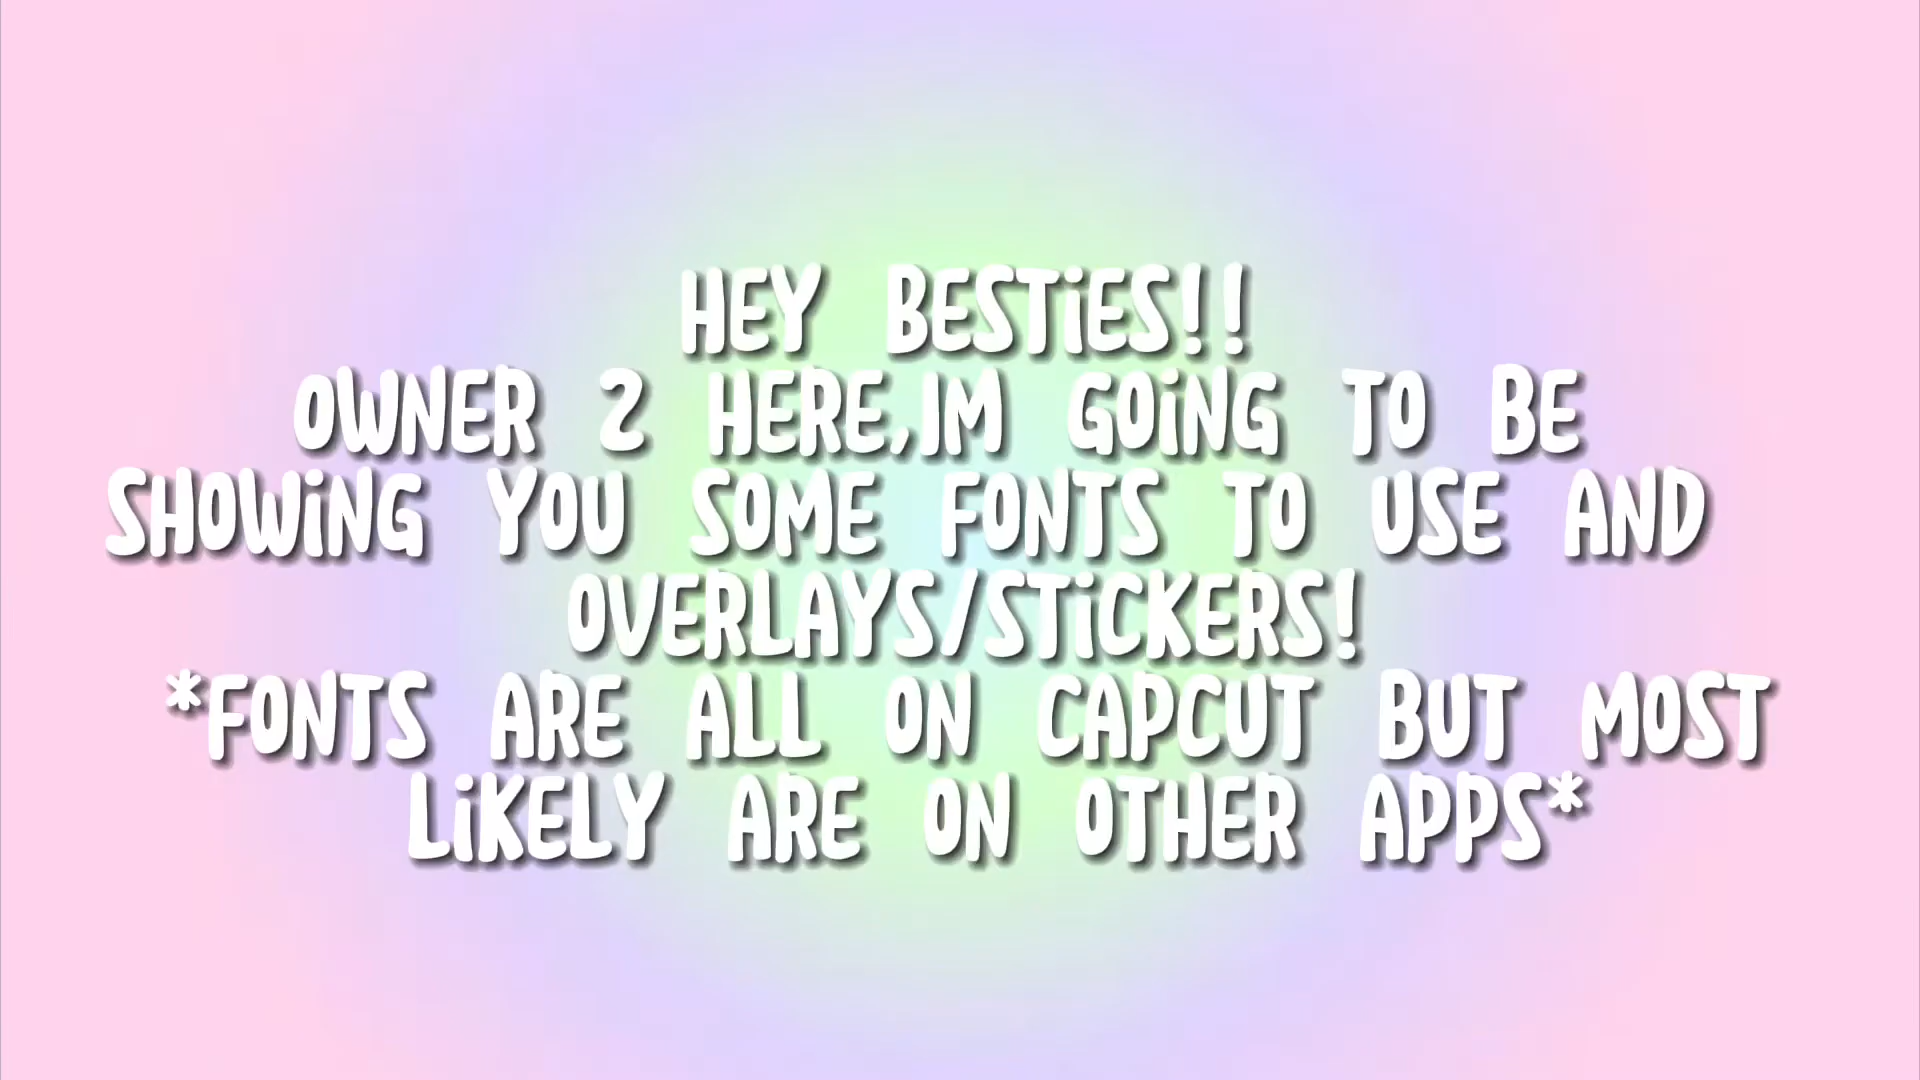 HEY BESTiES!!
OWNER 2 HERE,IM GOiNG TO BE
SHOWiNG YOU SOME FONTS TO USE AND
OVERLAYS/STiCKERS!
*FONTS ARE ALL ON CAPCUT BUT MOST
LiKELY ARE ON OTHER APPS*